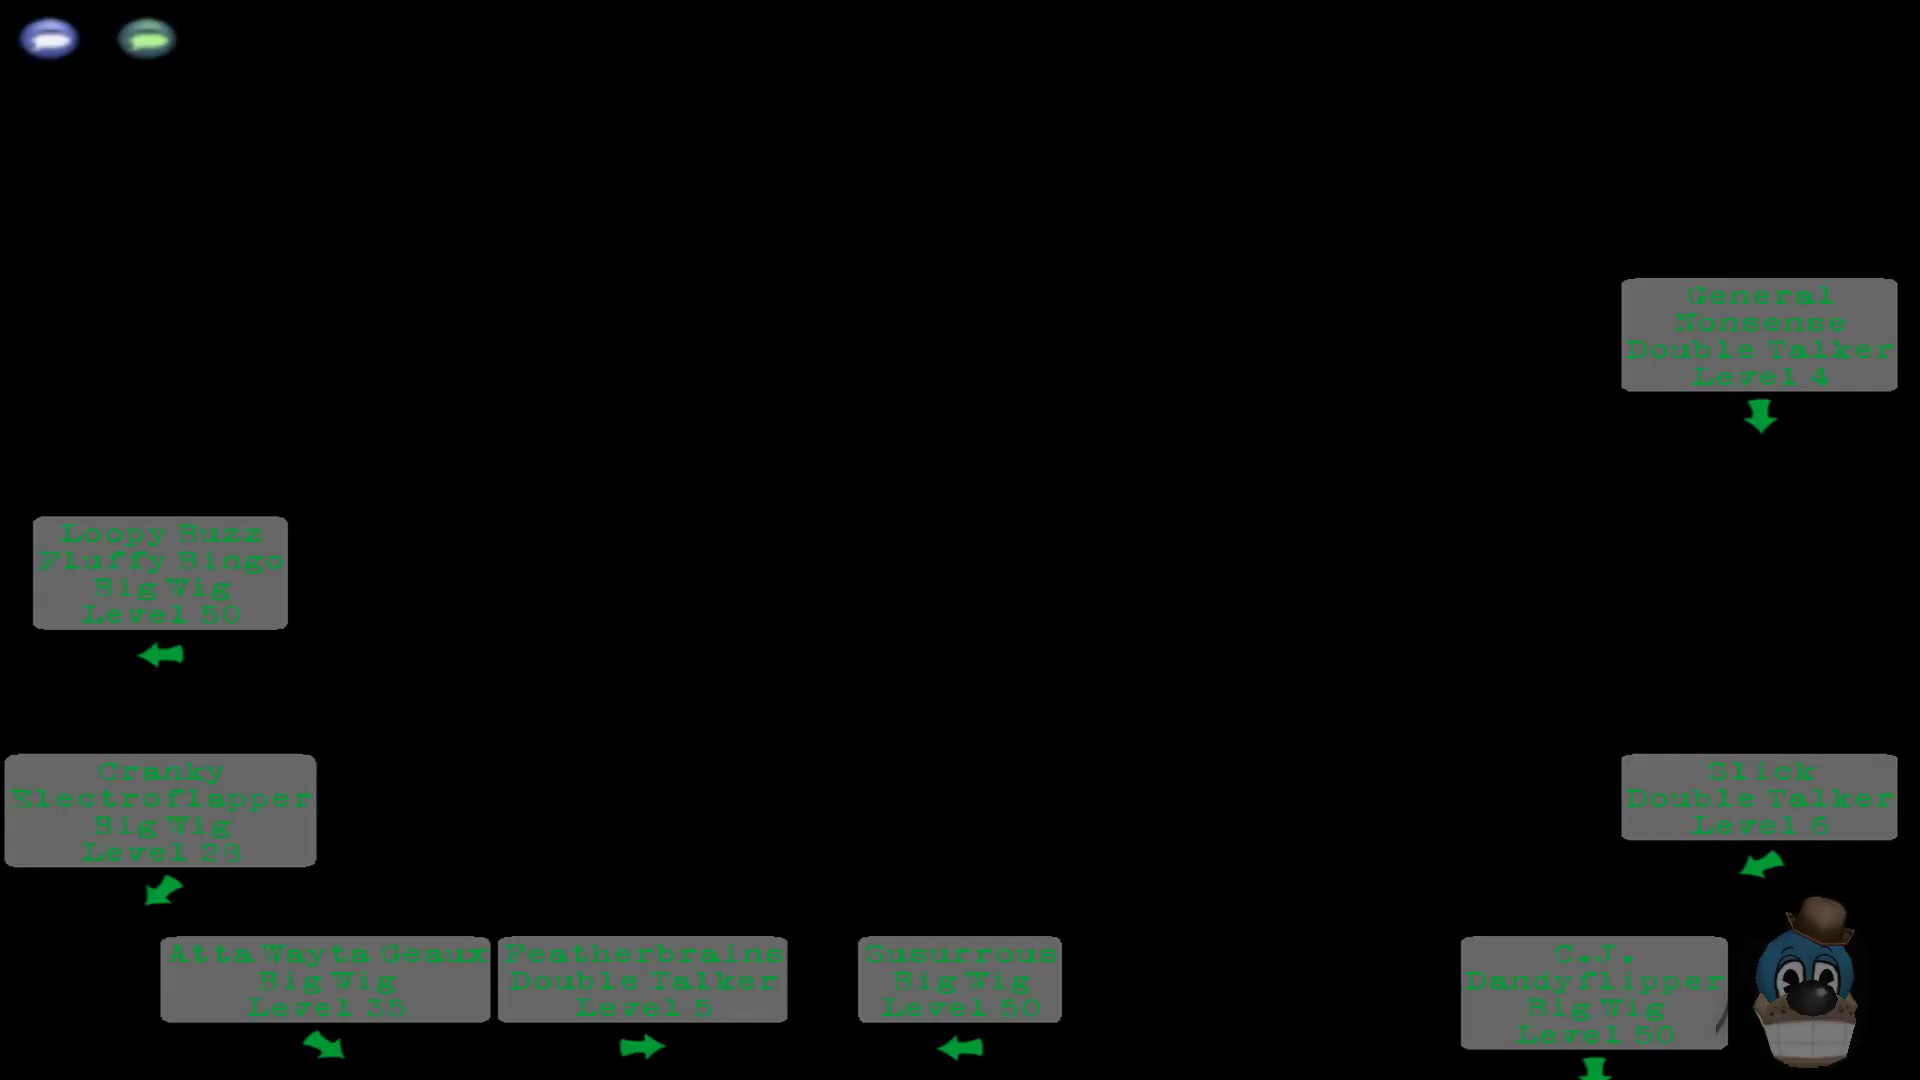 General
Nonsense
Double Talker
Level 4
Loopy Buzz
Fluffy Bingo
Big Wig
Level 50
Cranky
Electroflapper
Big Wig
Level 28
Slick
Double Talker
Level 6
Atta Wayta Geaux
Big Wig
Level 35
Featherbrains
Double Talker
Level 5
Susurrous
Big Wig
Level 50
C.J.
Dandyflipper
Big Wig
Level 50